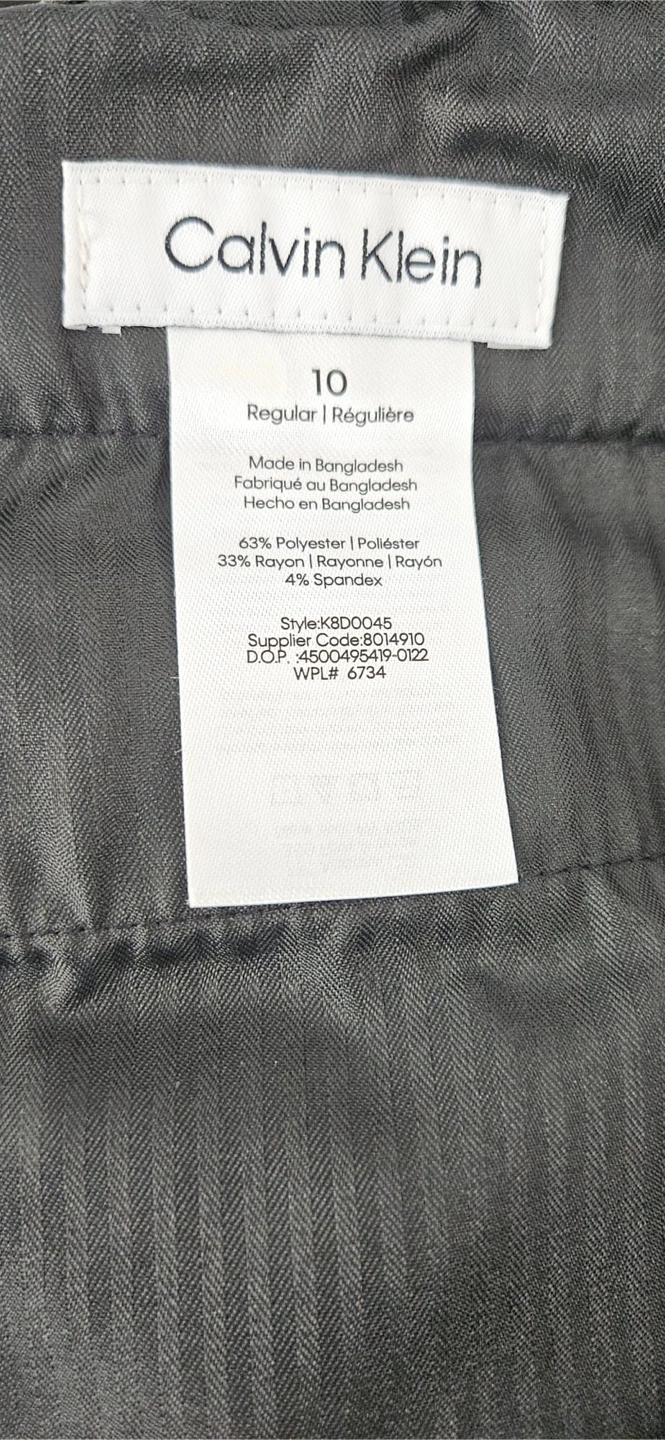 Calvin Klein
10
Regular | Régulière
Made in Bangladesh
Fabriqué au Bangladesh
Hecho en Bangladesh
63% Polyester | Poliéster
33% Rayon | Rayonne | Rayón
4% Spandex
Style:K8D0045
Supplier Code:8014910
D.O.P. :4500495419-0122
WPL# 6734